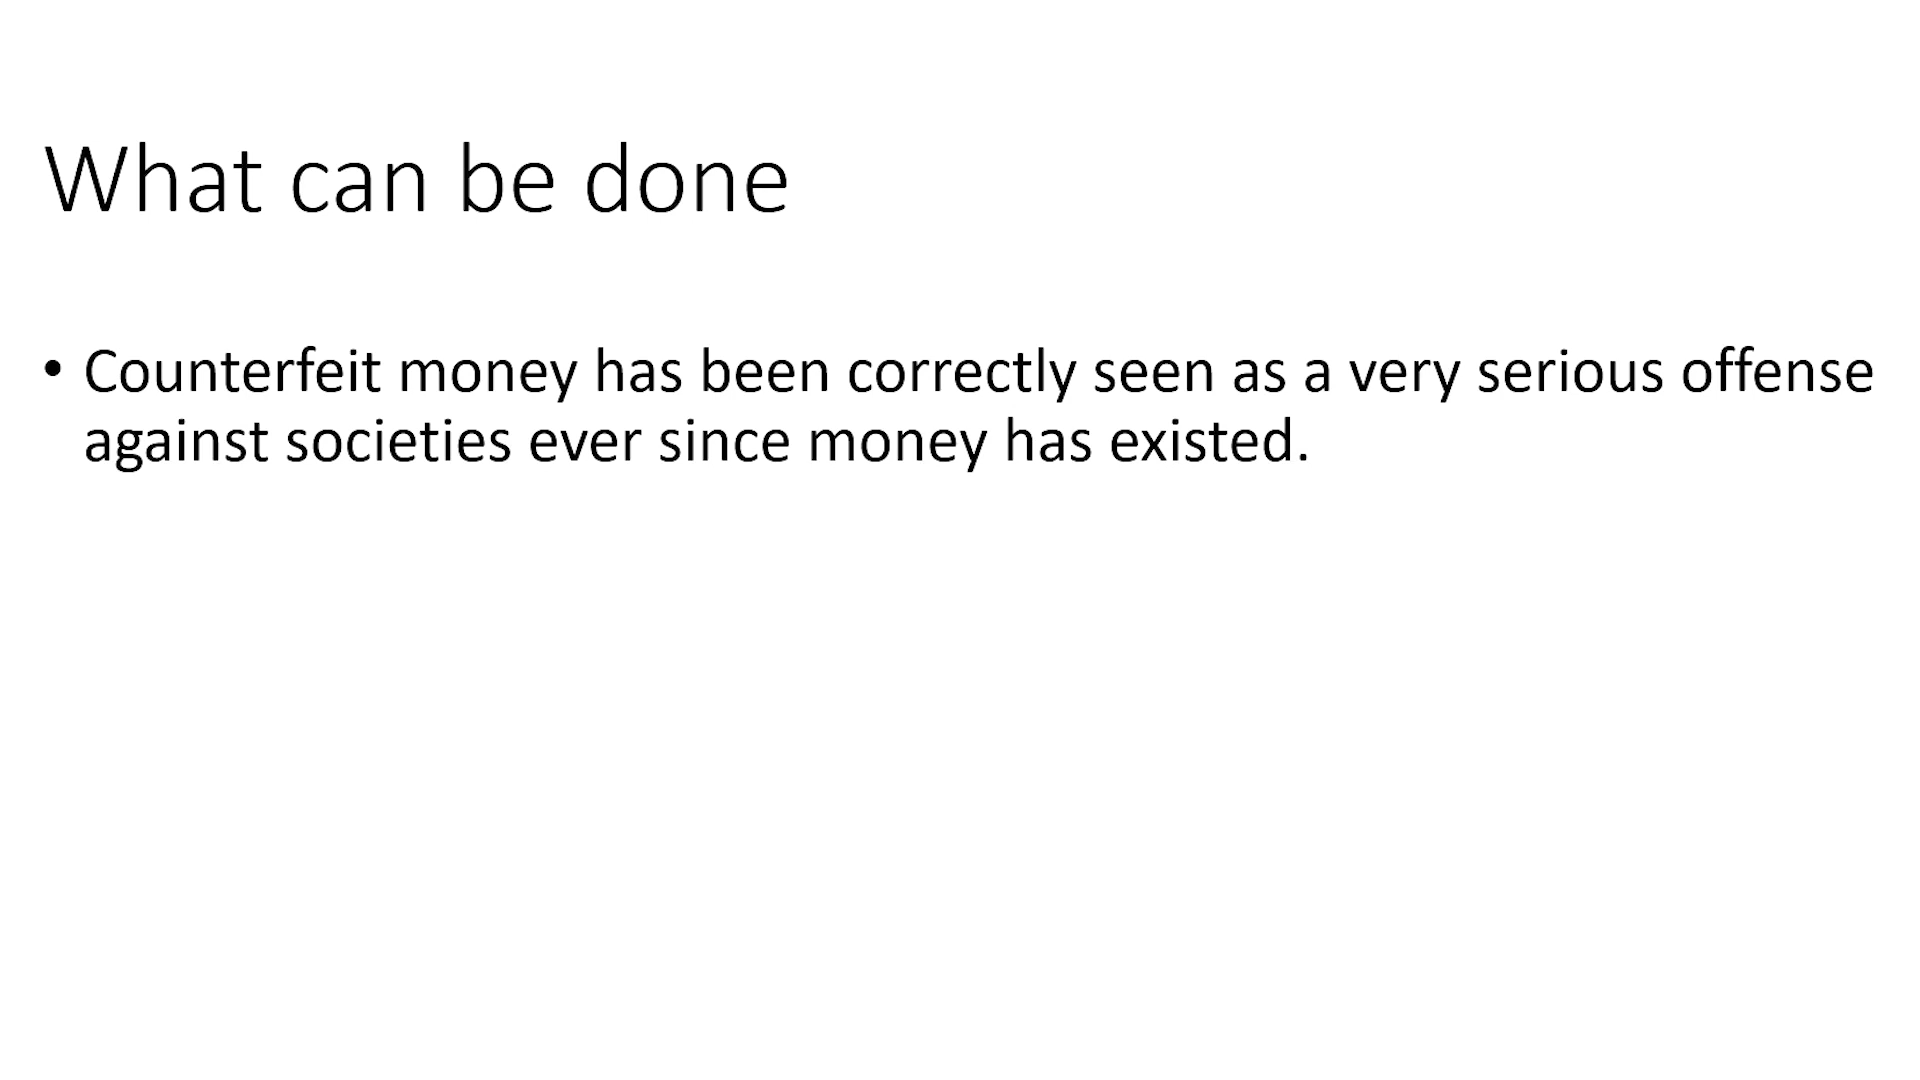 What can be done
• Counterfeit money has been correctly seen as a very serious offense
against societies ever since money has existed.